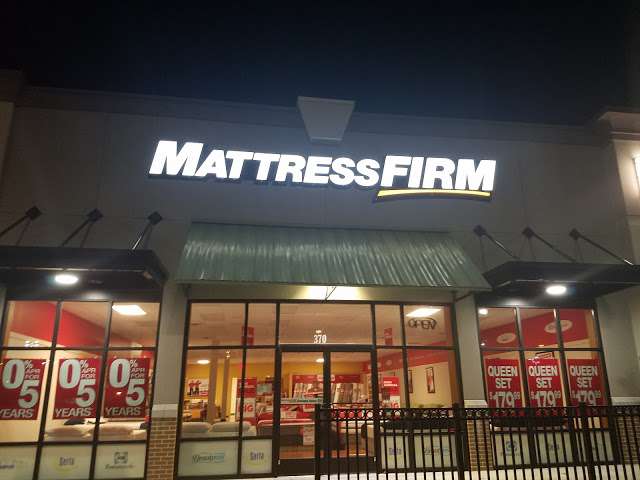 MATTRESSFIRM
OPEN
370
0% APR FOR
5 YEARS
0% APR FOR
5 YEARS
0% APR FOR
5 YEARS
QUEEN
SET
$179.99
QUEEN
SET
$179.99
QUEEN
SET
$179
Serta
Beautyrest
Serta